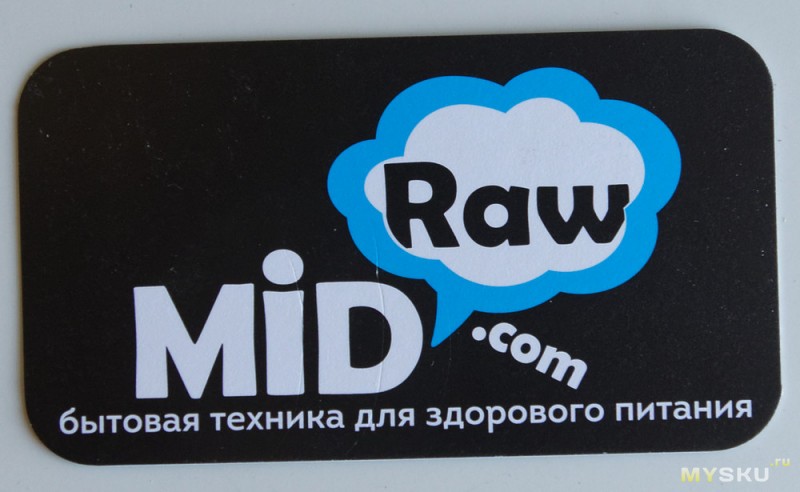 Raw
MiD
.com
бытовая техника для здорового питания
MYSKU.ru